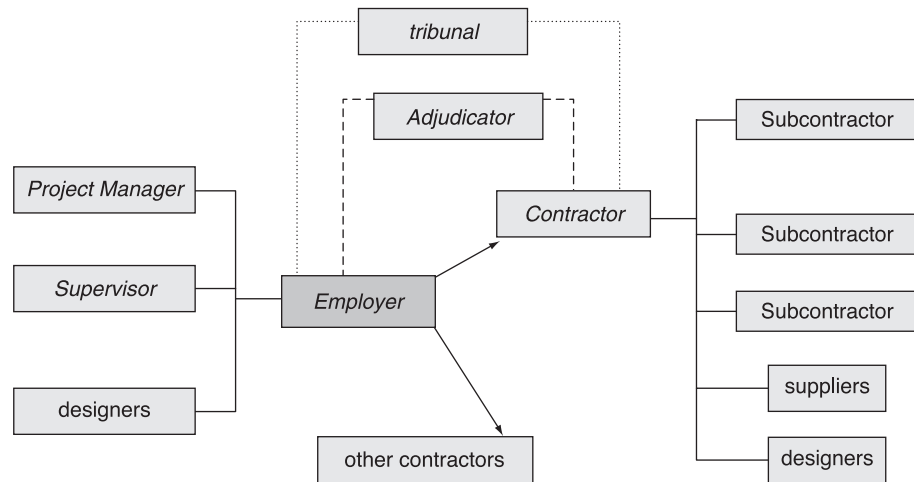 tribunal
Adjudicator
Subcontractor
Project Manager
Contractor
Subcontractor
Supervisor
Employer
Subcontractor
designers
suppliers
other contractors
designers